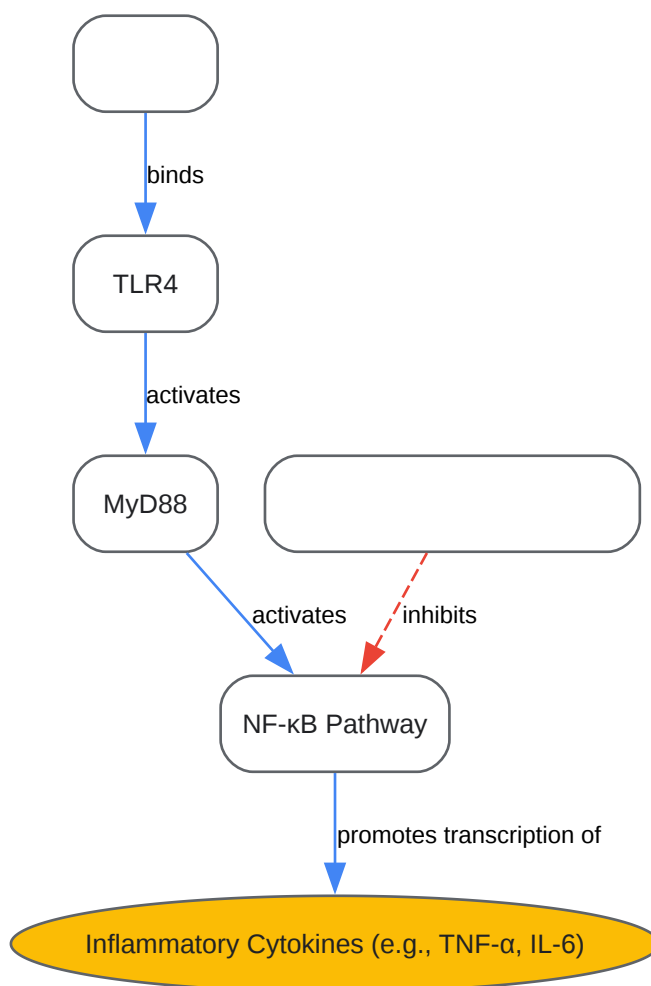 binds
TLR4
activates
MyD88
activates
inhibits
NF-κB Pathway
promotes transcription of
Inflammatory Cytokines (e.g., TNF-α, IL-6)